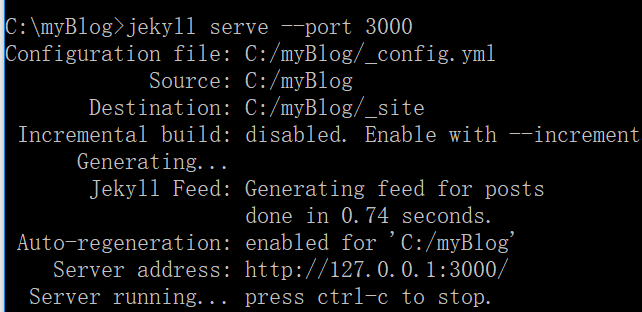 C:\myBlog>jekyll serve --port 3000
Configuration file: C:/myBlog/_config.yml
Source: C:/myBlog
Destination: C:/myBlog/_site
Incremental build: disabled. Enable with --increment
Generating...
Jekyll Feed: Generating feed for posts
done in 0.74 seconds.
Auto-regeneration: enabled for 'C:/myBlog'
Server address: http://127.0.0.1:3000/
Server running... press ctrl-c to stop.